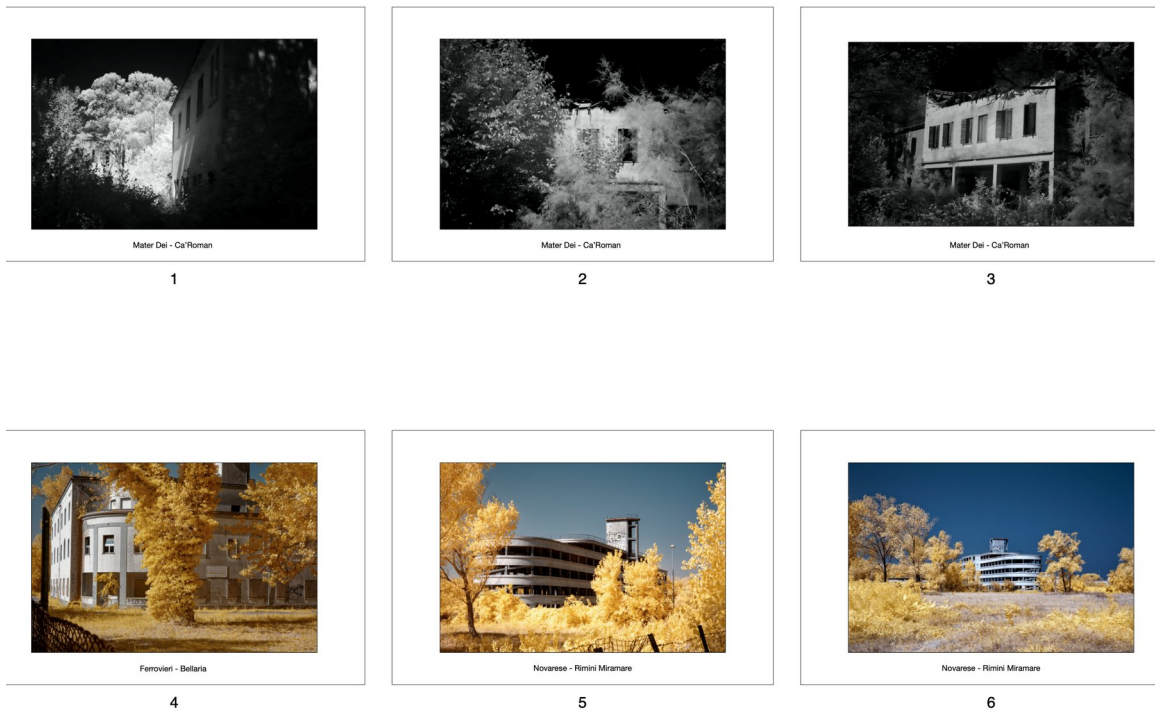 Mater Dei - Ca'Roman
Mater Dei - Ca'Roman
Mater Dei - Ca'Roman
1
2
3
Ferrovieri - Bellaria
Novarese - Rimini Miramare
Novarese - Rimini Miramare
4
5
6